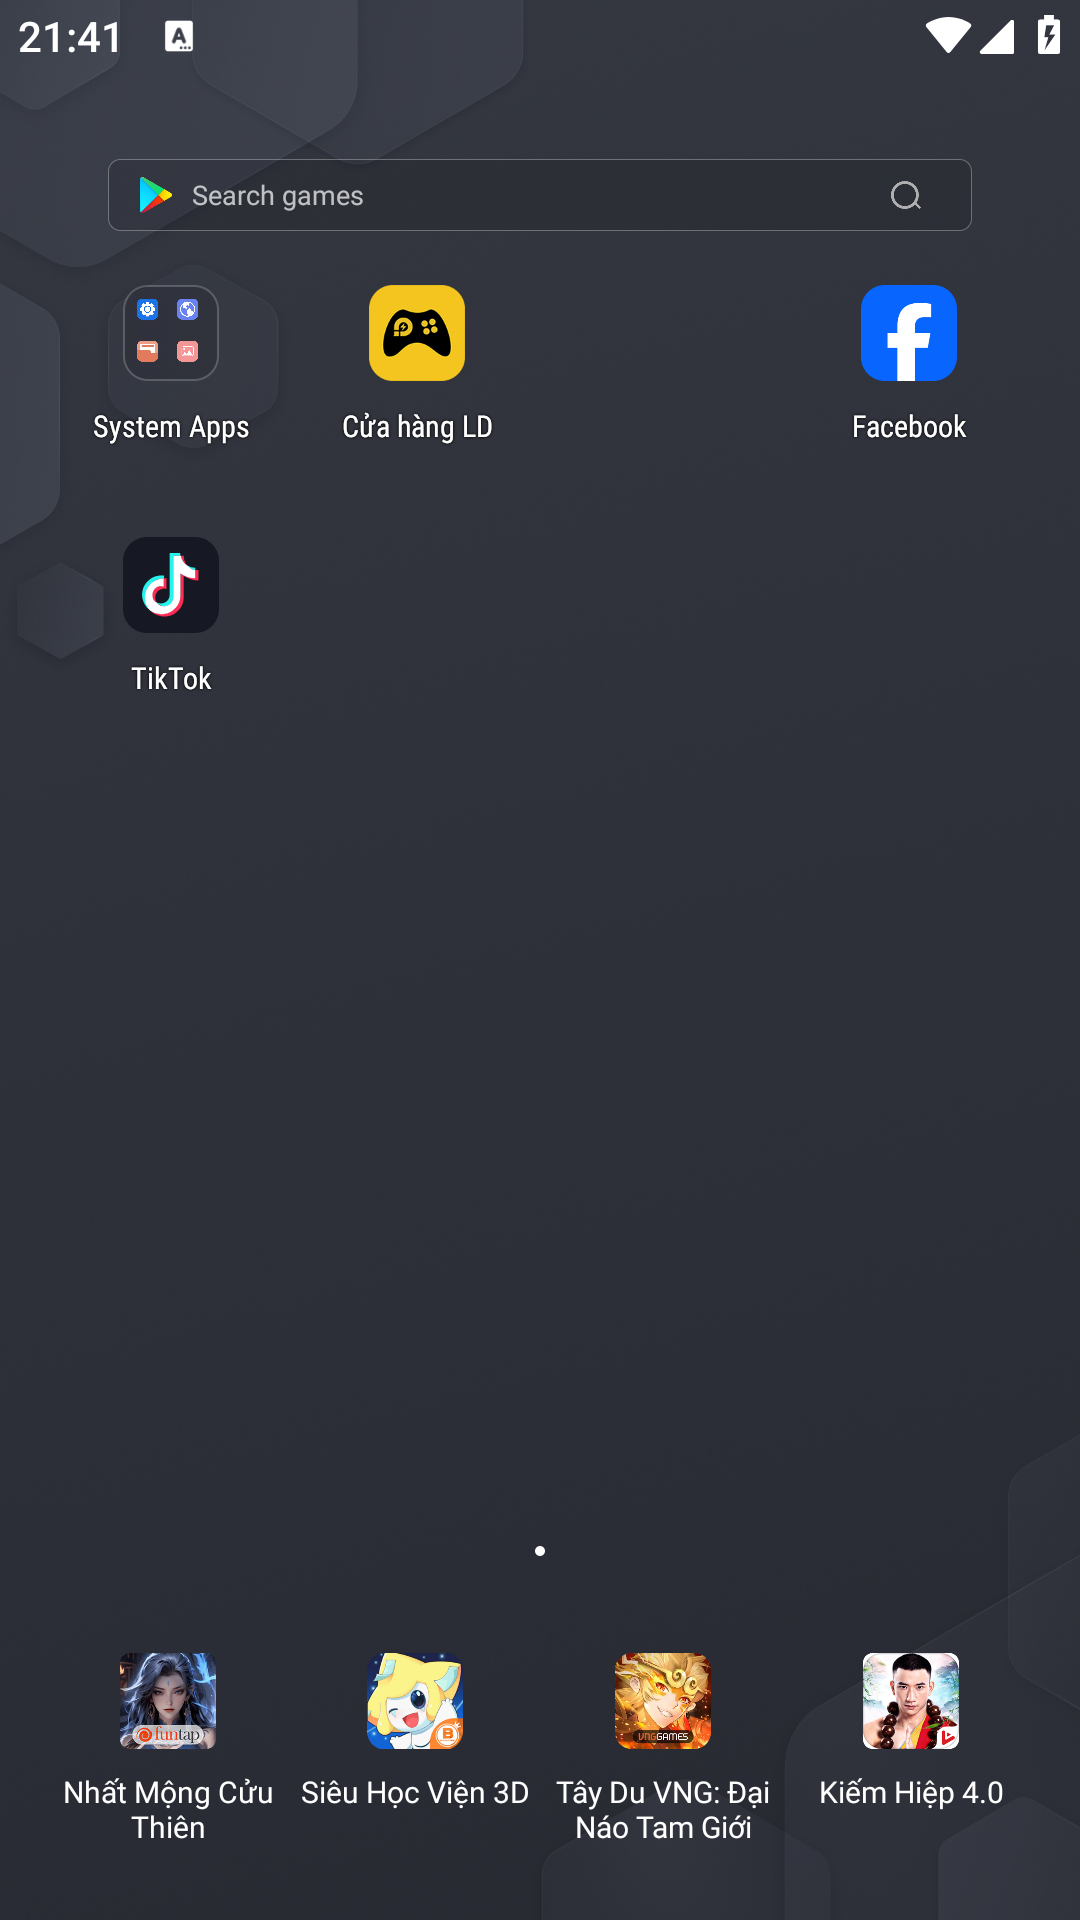 21:41
Search games
System Apps
Cửa hàng LD
Facebook
TikTok
funtap
VNGGAMES
Nhất Mộng Cửu
Thiên
Siêu Học Viện 3D
Tây Du VNG: Đại
Náo Tam Giới
Kiếm Hiệp 4.0